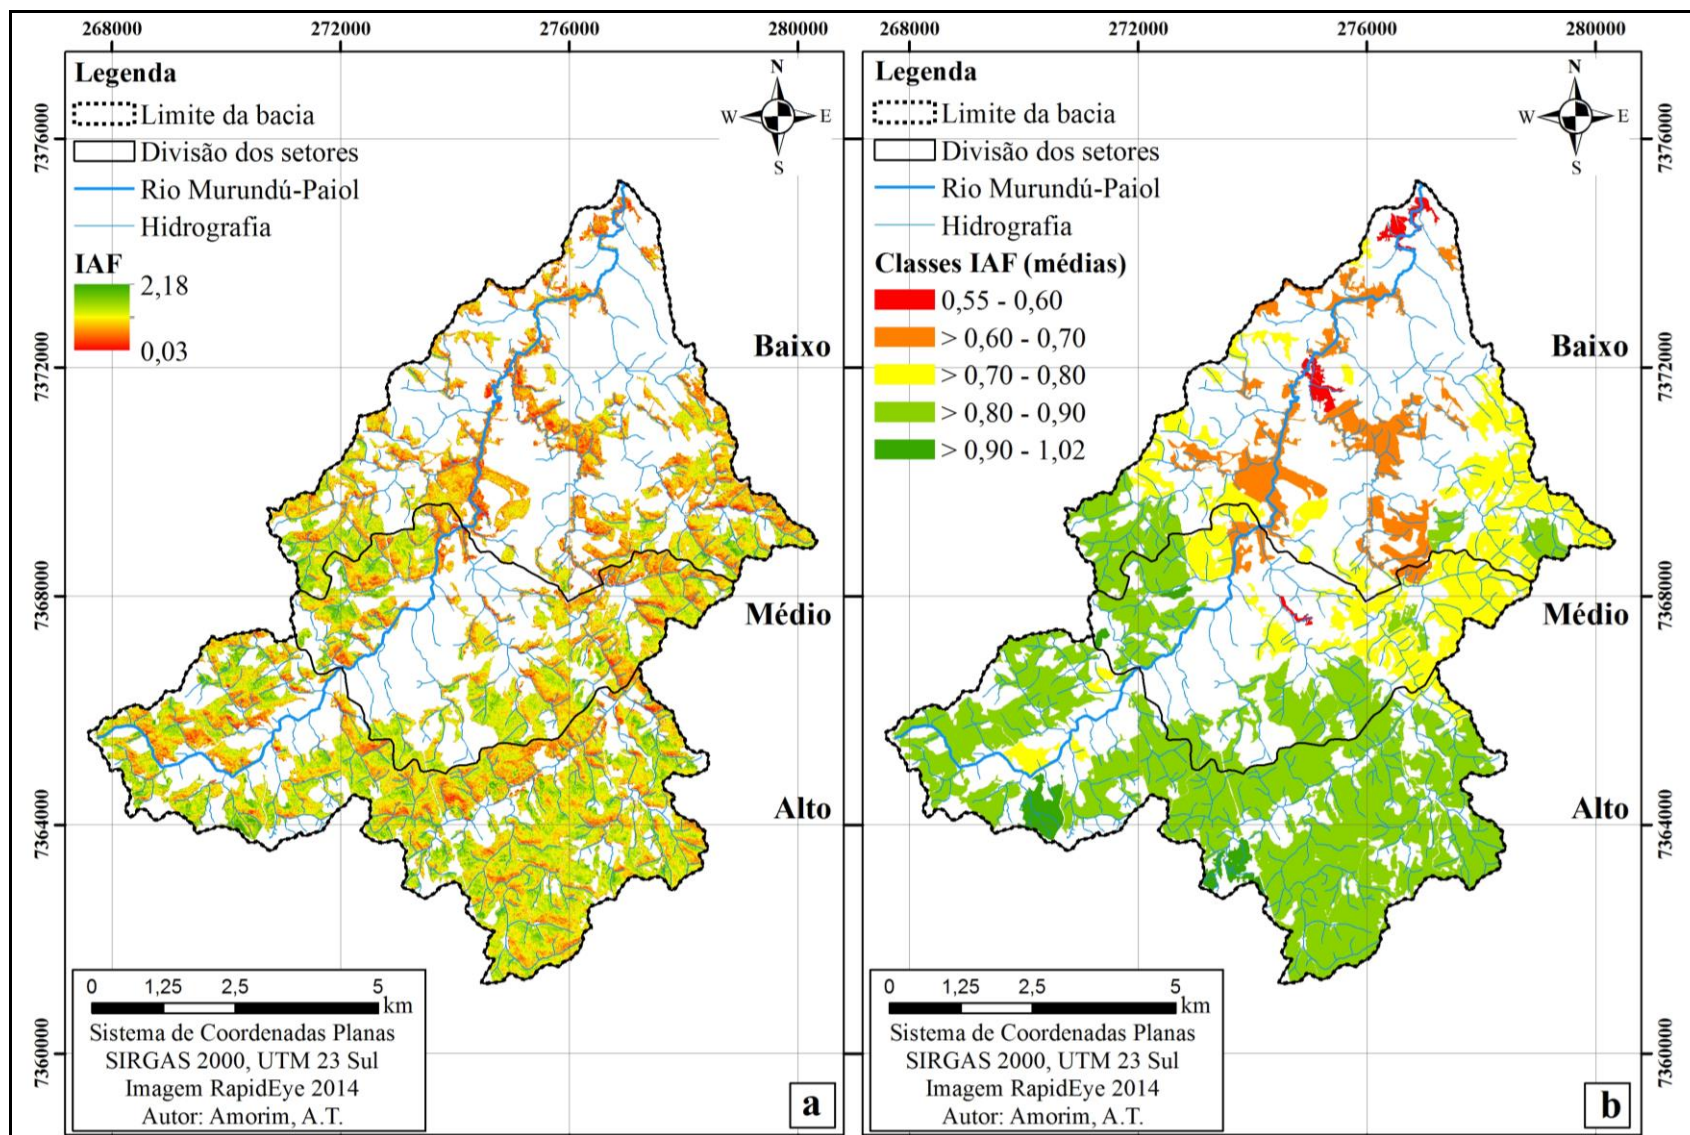 268000 272000 276000 280000
Legenda
Limite da bacia
Divisão dos setores
Rio Murundú-Paiol
Hidrografia
IAF
2,18
0,03
N
W E
S
7376000
7372000
7368000
7364000
7360000
Baixo
Médio
Alto
0 1,25 2,5 5
km
Sistema de Coordenadas Planas
SIRGAS 2000, UTM 23 Sul
Imagem RapidEye 2014
Autor: Amorim, A.T.
a
268000 272000 276000 280000
Legenda
Limite da bacia
Divisão dos setores
Rio Murundú-Paiol
Hidrografia
Classes IAF (médias)
0,55 - 0,60
> 0,60 - 0,70
> 0,70 - 0,80
> 0,80 - 0,90
> 0,90 - 1,02
N
W E
S
7376000
7372000
7368000
7364000
7360000
Baixo
Médio
Alto
0 1,25 2,5 5
km
Sistema de Coordenadas Planas
SIRGAS 2000, UTM 23 Sul
Imagem RapidEye 2014
Autor: Amorim, A.T.
b